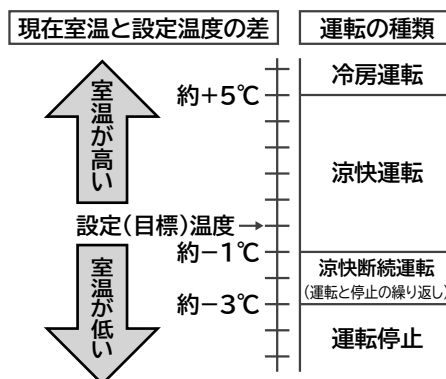 現在室温と設定温度の差
運転の種類
室温が高い
冷房運転
約+5℃
涼快運転
設定(目標)温度→
約−1℃
室温が低い
涼快断続運転
(運転と停止の繰り返し)
約−3℃
運転停止